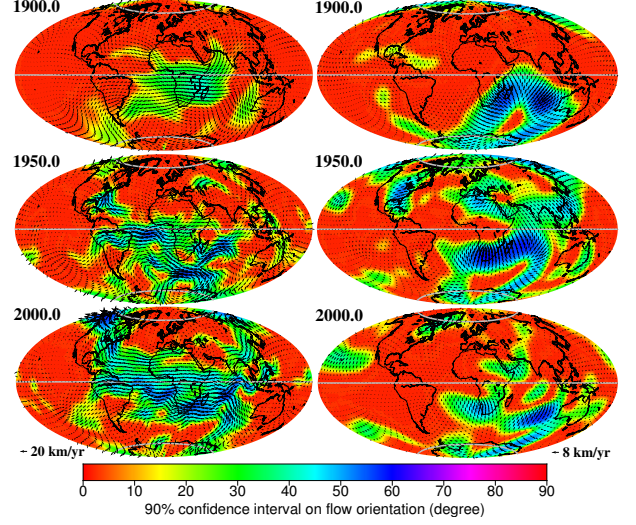 1900.0 1900.0
1950.0 1950.0
2000.0 2000.0
20 km/yr 8 km/yr
0 10 20 30 40 50 60 70 80 90
90% confidence interval on flow orientation (degree)